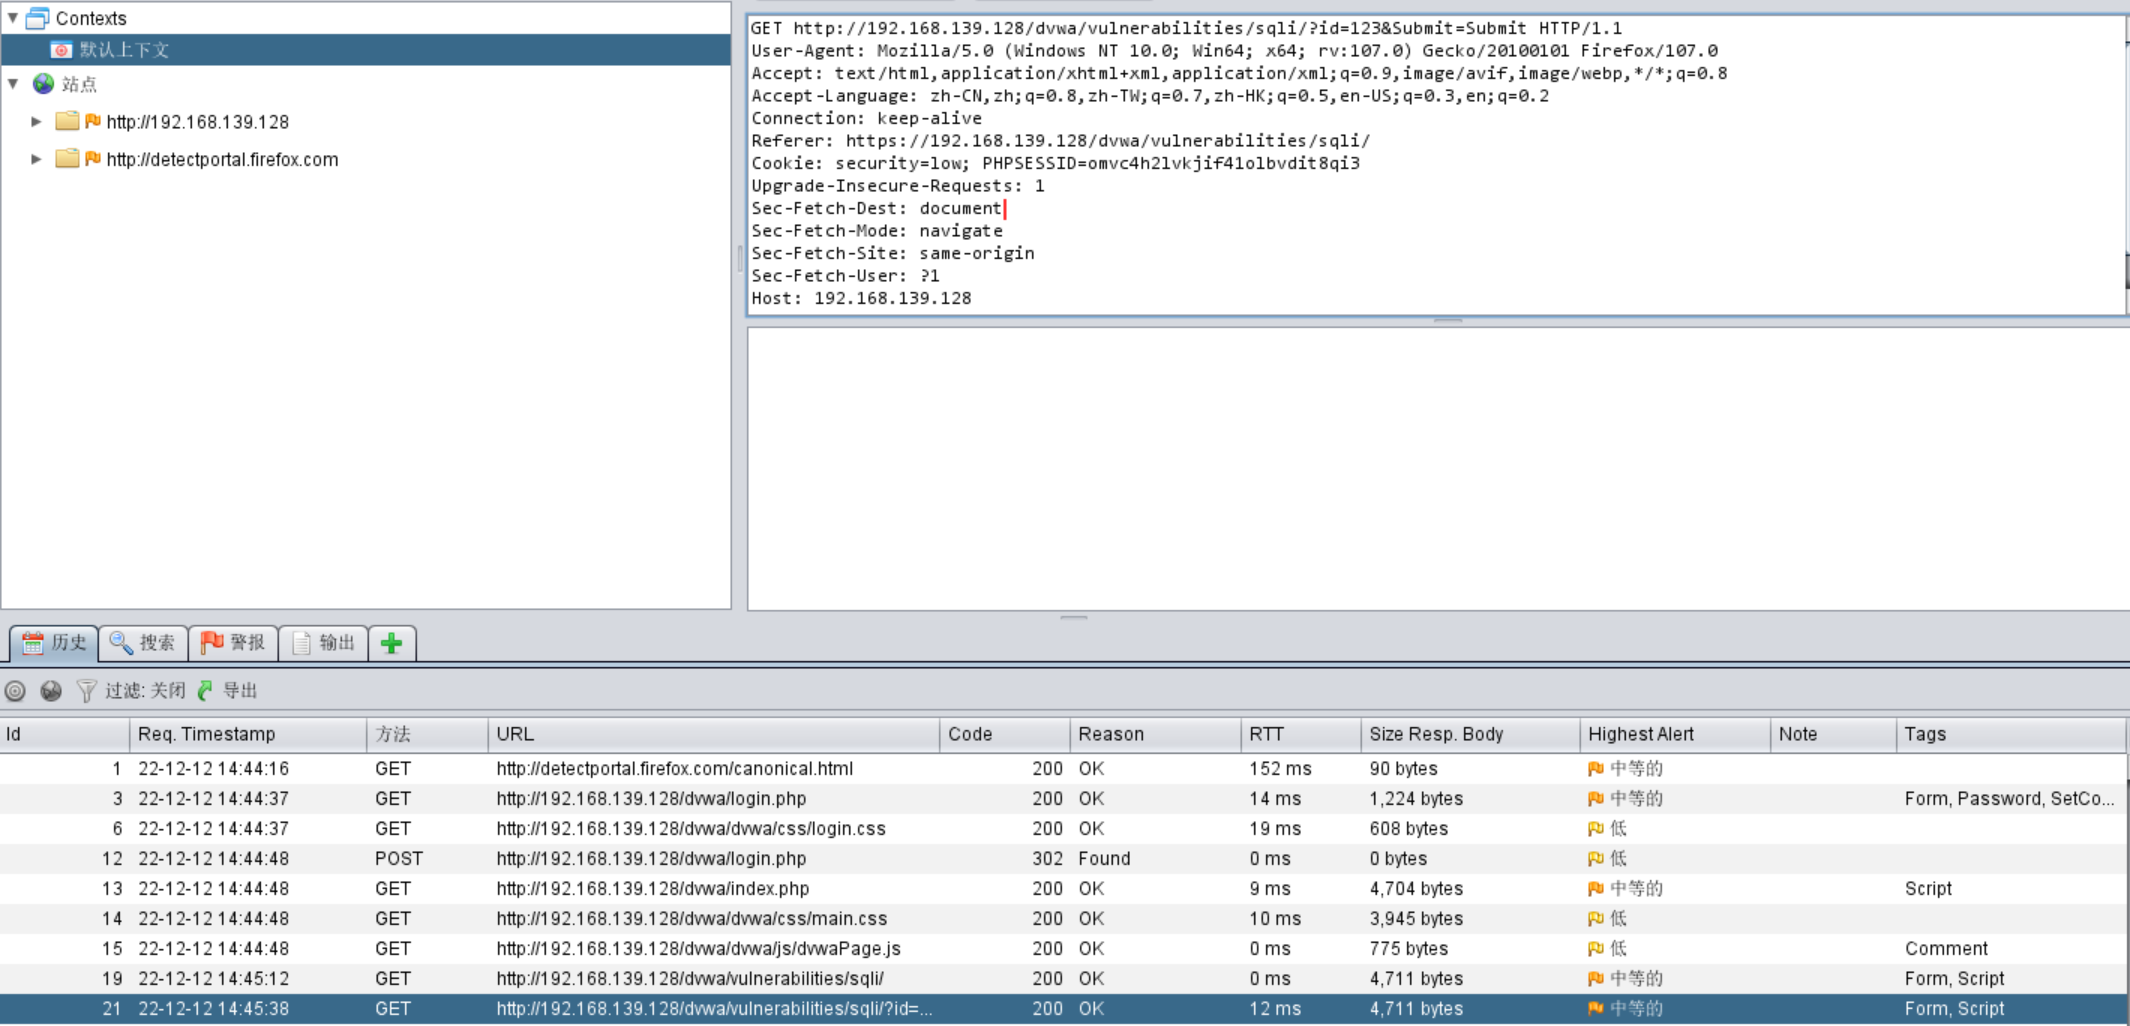 Contexts
默认上下文
站点
http://192.168.139.128
http://detectportal.firefox.com
GET http://192.168.139.128/dvwa/vulnerabilities/sqli/?id=123&Submit=Submit HTTP/1.1
User-Agent: Mozilla/5.0 (Windows NT 10.0; Win64; x64; rv:107.0) Gecko/20100101 Firefox/107.0
Accept: text/html,application/xhtml+xml,application/xml;q=0.9,image/avif,image/webp,*/*;q=0.8
Accept-Language: zh-CN,zh;q=0.8,zh-TW;q=0.7,zh-HK;q=0.5,en-US;q=0.3,en;q=0.2
Connection: keep-alive
Referer: https://192.168.139.128/dvwa/vulnerabilities/sqli/
Cookie: security=low; PHPSESSID=omvc4h2lvkjif41olbvdit8qi3
Upgrade-Insecure-Requests: 1
Sec-Fetch-Dest: document
Sec-Fetch-Mode: navigate
Sec-Fetch-Site: same-origin
Sec-Fetch-User: ?1
Host: 192.168.139.128
历史 搜索 警报 输出
过滤: 关闭 导出
Id Req. Timestamp 方法 URL Code Reason RTT Size Resp. Body Highest Alert Note Tags
1 22-12-12 14:44:16 GET http://detectportal.firefox.com/canonical.html 200 OK 152 ms 90 bytes 中等的
3 22-12-12 14:44:37 GET http://192.168.139.128/dvwa/login.php 200 OK 14 ms 1,224 bytes 中等的 Form, Password, SetCo...
6 22-12-12 14:44:37 GET http://192.168.139.128/dvwa/dvwa/css/login.css 200 OK 19 ms 608 bytes 低
12 22-12-12 14:44:48 POST http://192.168.139.128/dvwa/login.php 302 Found 0 ms 0 bytes 低
13 22-12-12 14:44:48 GET http://192.168.139.128/dvwa/index.php 200 OK 9 ms 4,704 bytes 中等的 Script
14 22-12-12 14:44:48 GET http://192.168.139.128/dvwa/dvwa/css/main.css 200 OK 10 ms 3,945 bytes 低
15 22-12-12 14:44:48 GET http://192.168.139.128/dvwa/dvwa/js/dvwaPage.js 200 OK 0 ms 775 bytes 低 Comment
19 22-12-12 14:45:12 GET http://192.168.139.128/dvwa/vulnerabilities/sqli/ 200 OK 0 ms 4,711 bytes 中等的 Form, Script
21 22-12-12 14:45:38 GET http://192.168.139.128/dvwa/vulnerabilities/sqli/?id=... 200 OK 12 ms 4,711 bytes 中等的 Form, Script